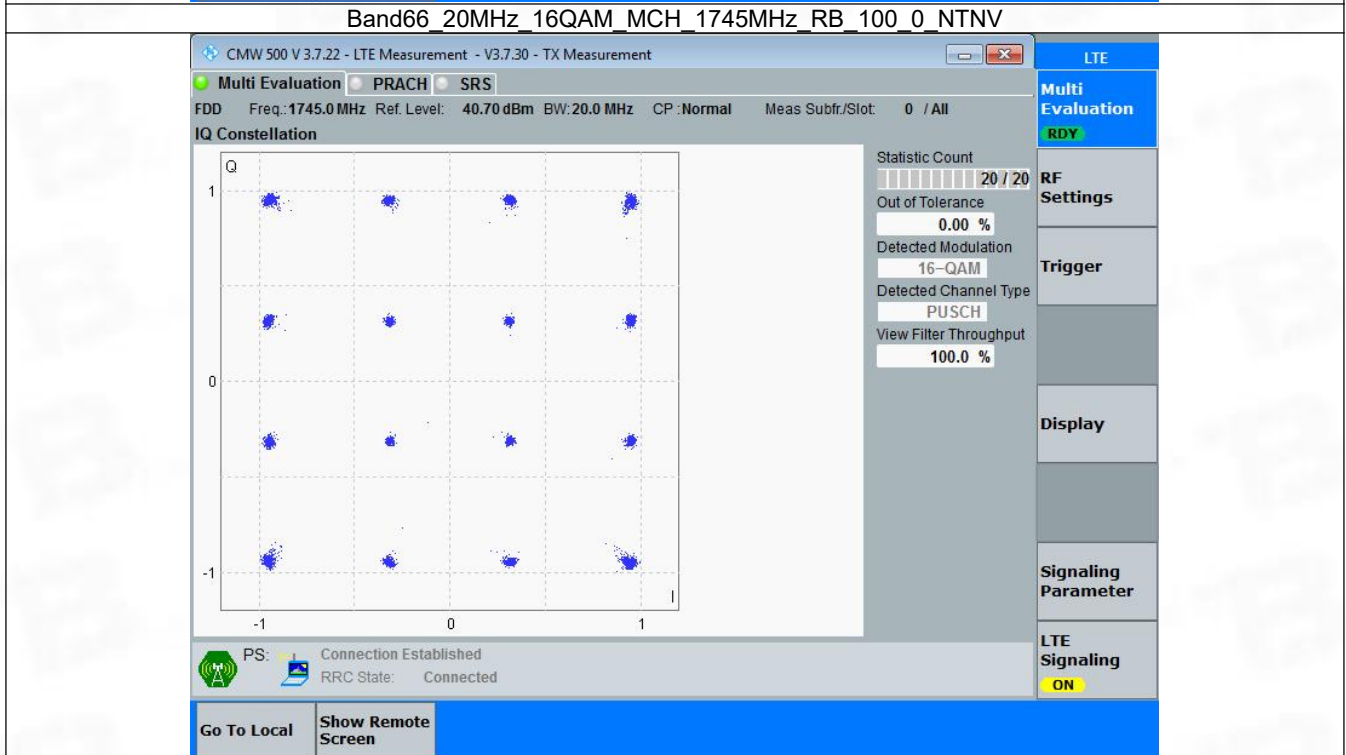 Band66_20MHz_16QAM_MCH_1745MHz_RB_100_0_NTNV
CMW 500 V 3.7.22 - LTE Measurement - V3.7.30 - TX Measurement
LTE
Multi Evaluation PRACH SRS
FDD Freq.:1745.0 MHz Ref. Level: 40.70 dBm BW:20.0 MHz CP :Normal Meas Subfr./Slot: 0 / All
IQ Constellation
Q
1
0
-1
I
-1 0 1
Statistic Count
20 / 20
Out of Tolerance
0.00 %
Detected Modulation
16-QAM
Detected Channel Type
PUSCH
View Filter Throughput
100.0 %
Multi
Evaluation
RDY
RF
Settings
Trigger
Display
Signaling
Parameter
LTE
Signaling
ON
PS: Connection Established
RRC State: Connected
Go To Local
Show Remote
Screen